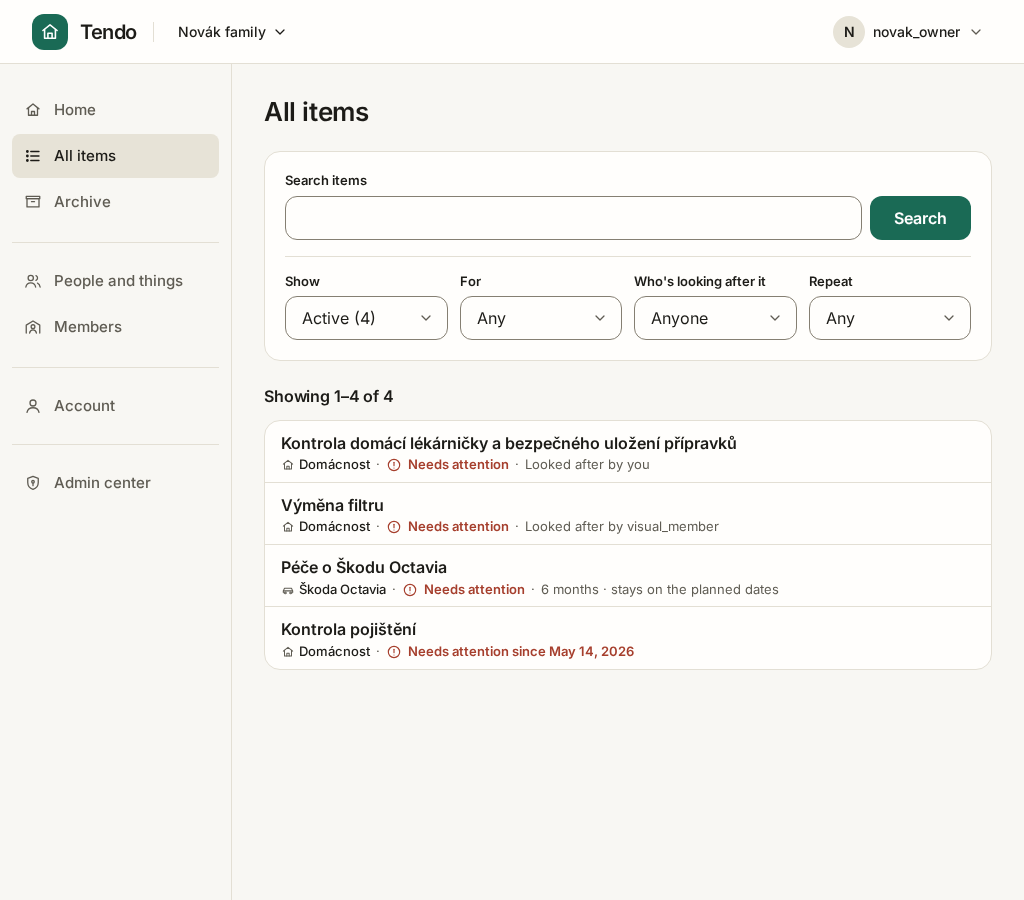 Tendo
Novák family
N
novak_owner
Home
All items
Archive
People and things
Members
Account
Admin center
All items
Search items
Search
Show
For
Who's looking after it
Repeat
Active (4)
Any
Anyone
Any
Showing 1–4 of 4
Kontrola domácí lékárničky a bezpečného uložení přípravků
Domácnost · Needs attention · Looked after by you
Výměna filtru
Domácnost · Needs attention · Looked after by visual_member
Péče o Škodu Octavia
Škoda Octavia · Needs attention · 6 months · stays on the planned dates
Kontrola pojištění
Domácnost · Needs attention since May 14, 2026